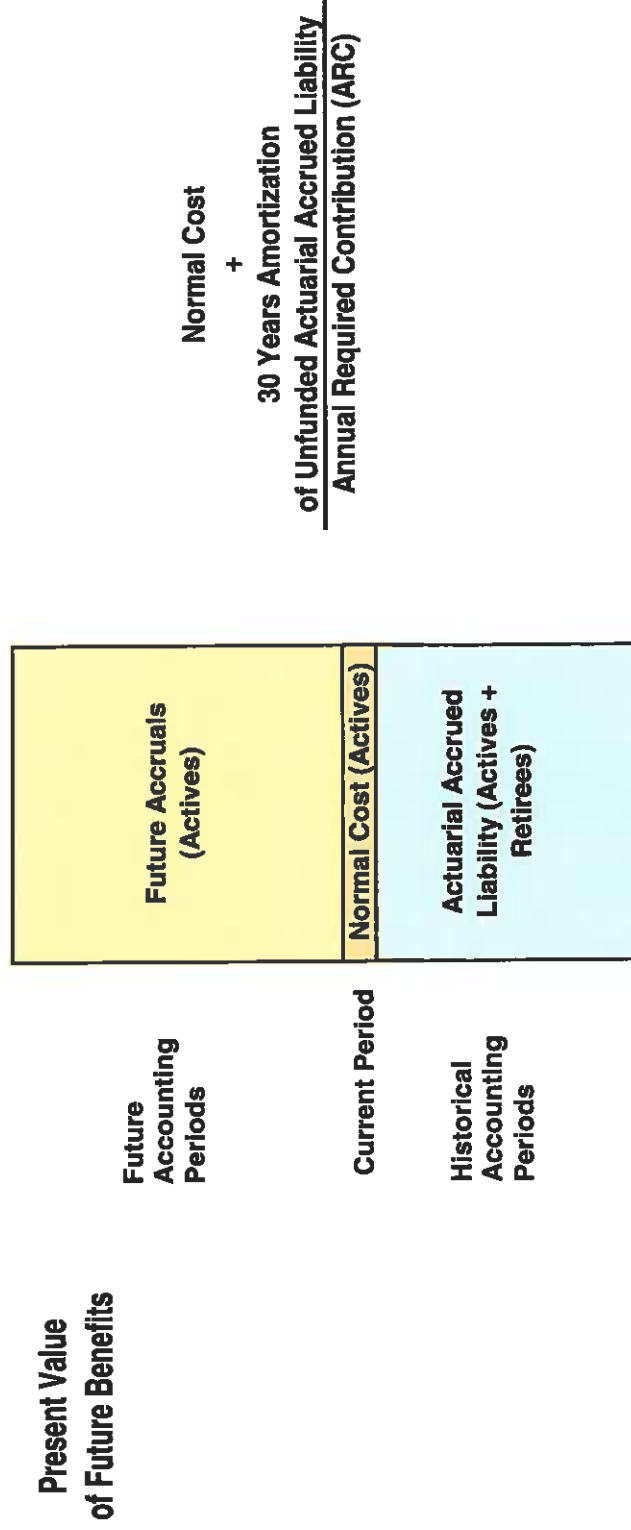 Present Value
of Future Benefits
Future
Accounting
Periods
Current Period
Historical
Accounting
Periods
Future Accruals
(Actives)
Normal Cost (Actives)
Actuarial Accrued
Liability (Actives +
Retirees)
Normal Cost
+
30 Years Amortization
of Unfunded Actuarial Accrued Liability
Annual Required Contribution (ARC)